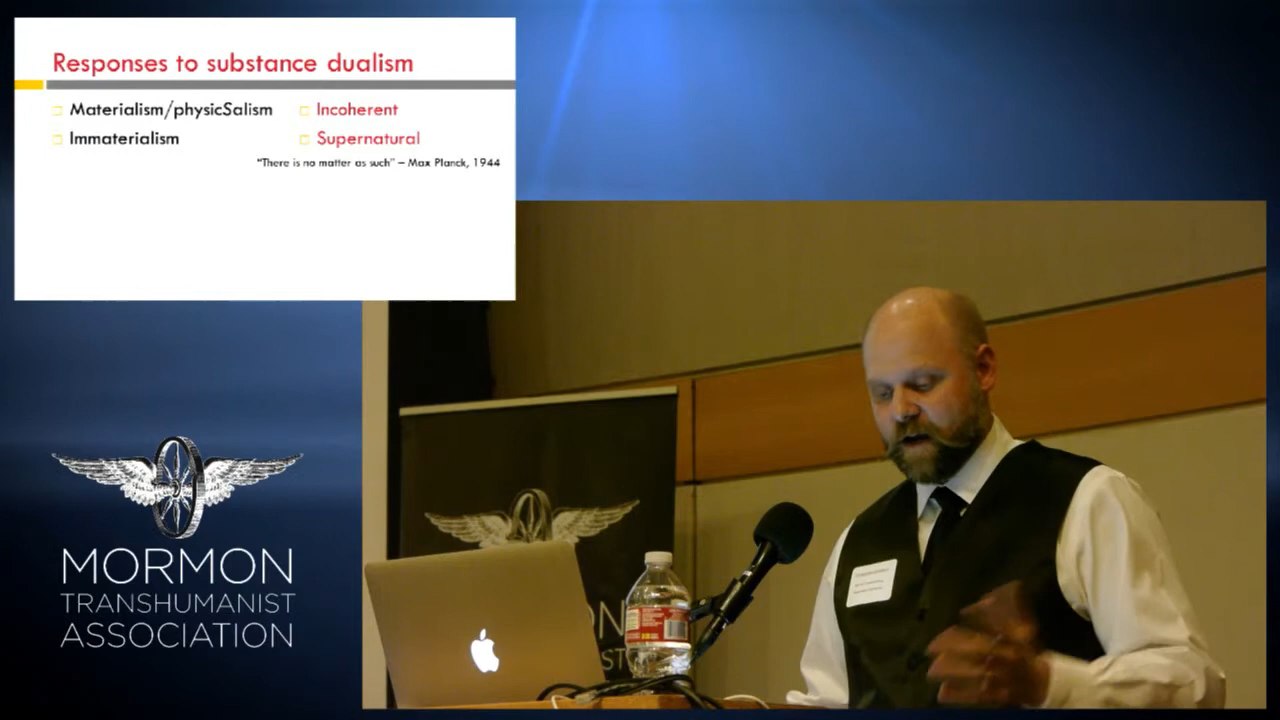 Responses to substance dualism
Materialism/physicSalism
Incoherent
Immaterialism
Supernatural
"There is no matter as such" – Max Planck, 1944
MORMON
TRANSHUMANIST
ASSOCIATION